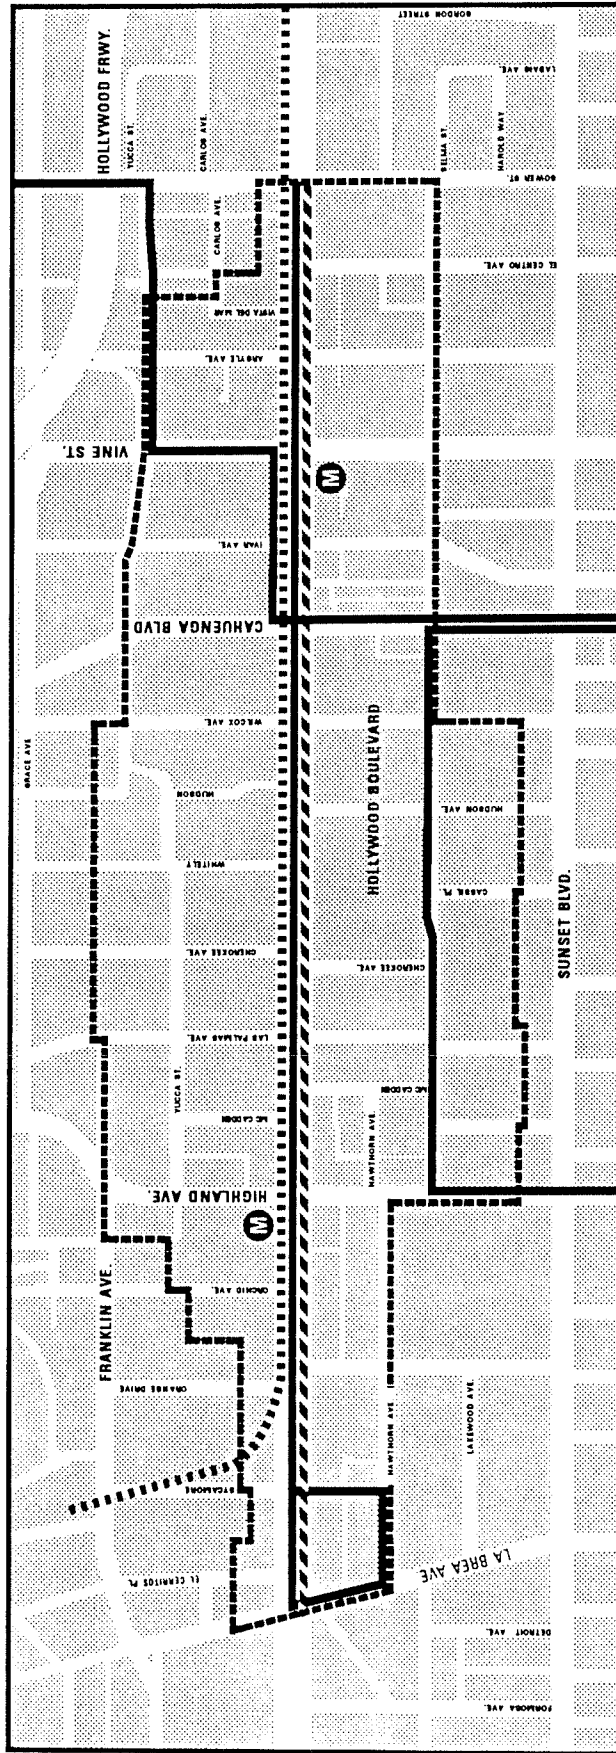 GORDON STREET
LABAIG AVE.
HOLLYWOOD FRWY.
YUCCA ST.
CARLOS AVE.
SELMA ST.
HAROLD WAY
GOWER ST.
CARLOS AVE.
EL CENTRO AVE.
VISTA DEL MAR
ARGYLE AVE.
VINE ST.
M
IVAR AVE.
CAHUENGA BLVD
WILCOX AVE.
GRACE AVE
HUDSON
HOLLYWOOD BOULEVARD
HUDSON AVE.
WHITELY
CASSIL PL.
SUNSET BLVD.
CHEROKEE AVE.
CHEROKEE AVE.
LAS PALMAS AVE.
YUCCA ST.
MC CADDEN
MC CADDEN
HAWTHORN AVE.
HIGHLAND AVE.
M
FRANKLIN AVE.
ORCHID AVE.
ORANGE DRIVE
HAWTHORN AVE.
LAKEWOOD AVE.
SYCAMORE
EL CERRITOS PL
LA BREA AVE
DETROIT AVE.
FORMOSA AVE.